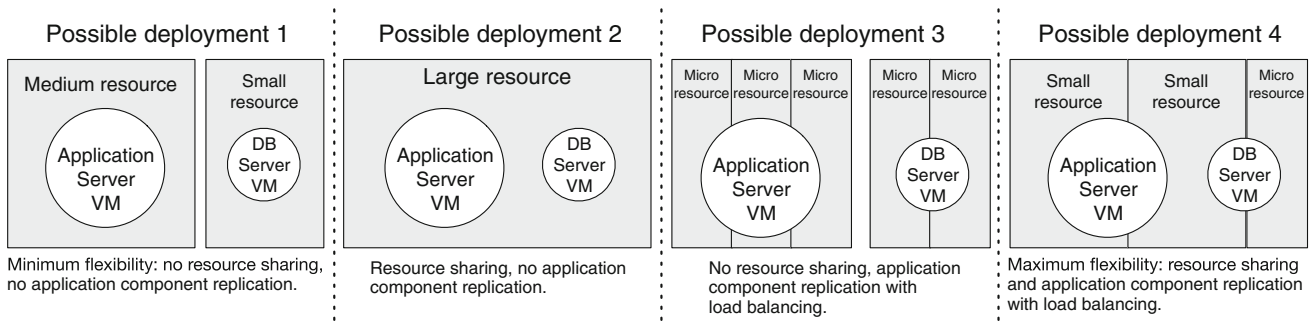 Possible deployment 1
Medium resource
Application
Server
VM
Small
resource
DB
Server
VM
Minimum flexibility: no resource sharing,
no application component replication.
Possible deployment 2
Large resource
Application
Server
VM
DB
Server
VM
Resource sharing, no application
component replication.
Possible deployment 3
Micro
resource
Micro
resource
Micro
resource
Application
Server
VM
Micro
resource
Micro
resource
DB
Server
VM
No resource sharing, application
component replication with
load balancing.
Possible deployment 4
Small
resource
Small
resource
Micro
resource
Application
Server
VM
DB
Server
VM
Maximum flexibility: resource sharing
and application component replication
with load balancing.